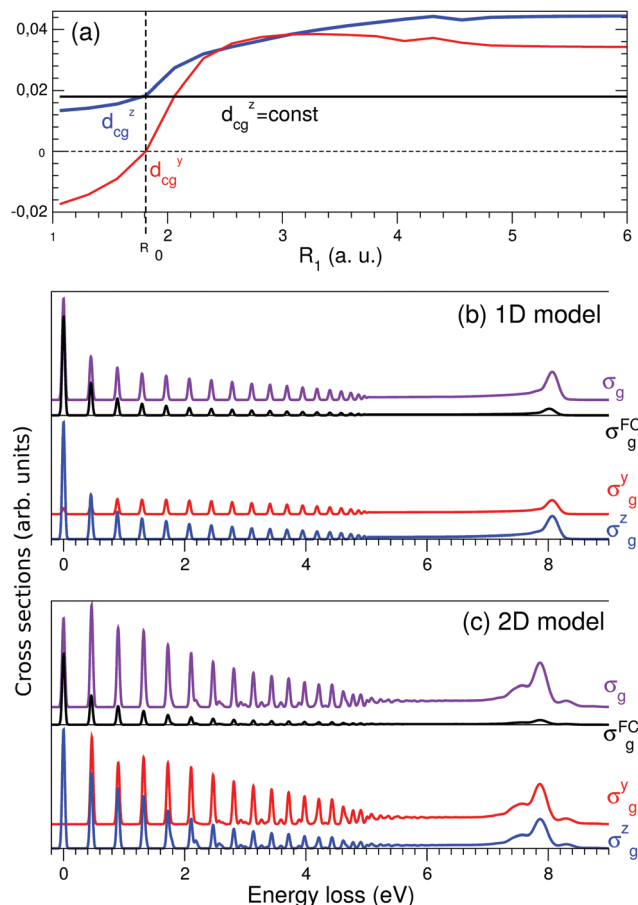 (a)
0,04
0,02
0
-0,02
d_cg^z
d_cg^z=const
d_cg^y
1
R_0
2
3
4
5
6
R_1 (a. u.)
Cross sections (arb. units)
(b) 1D model
σ_g
σ_g^FC
σ_g^y
σ_g^z
0
2
4
6
8
(c) 2D model
σ_g
σ_g^FC
σ_g^y
σ_g^z
0
2
4
6
8
Energy loss (eV)